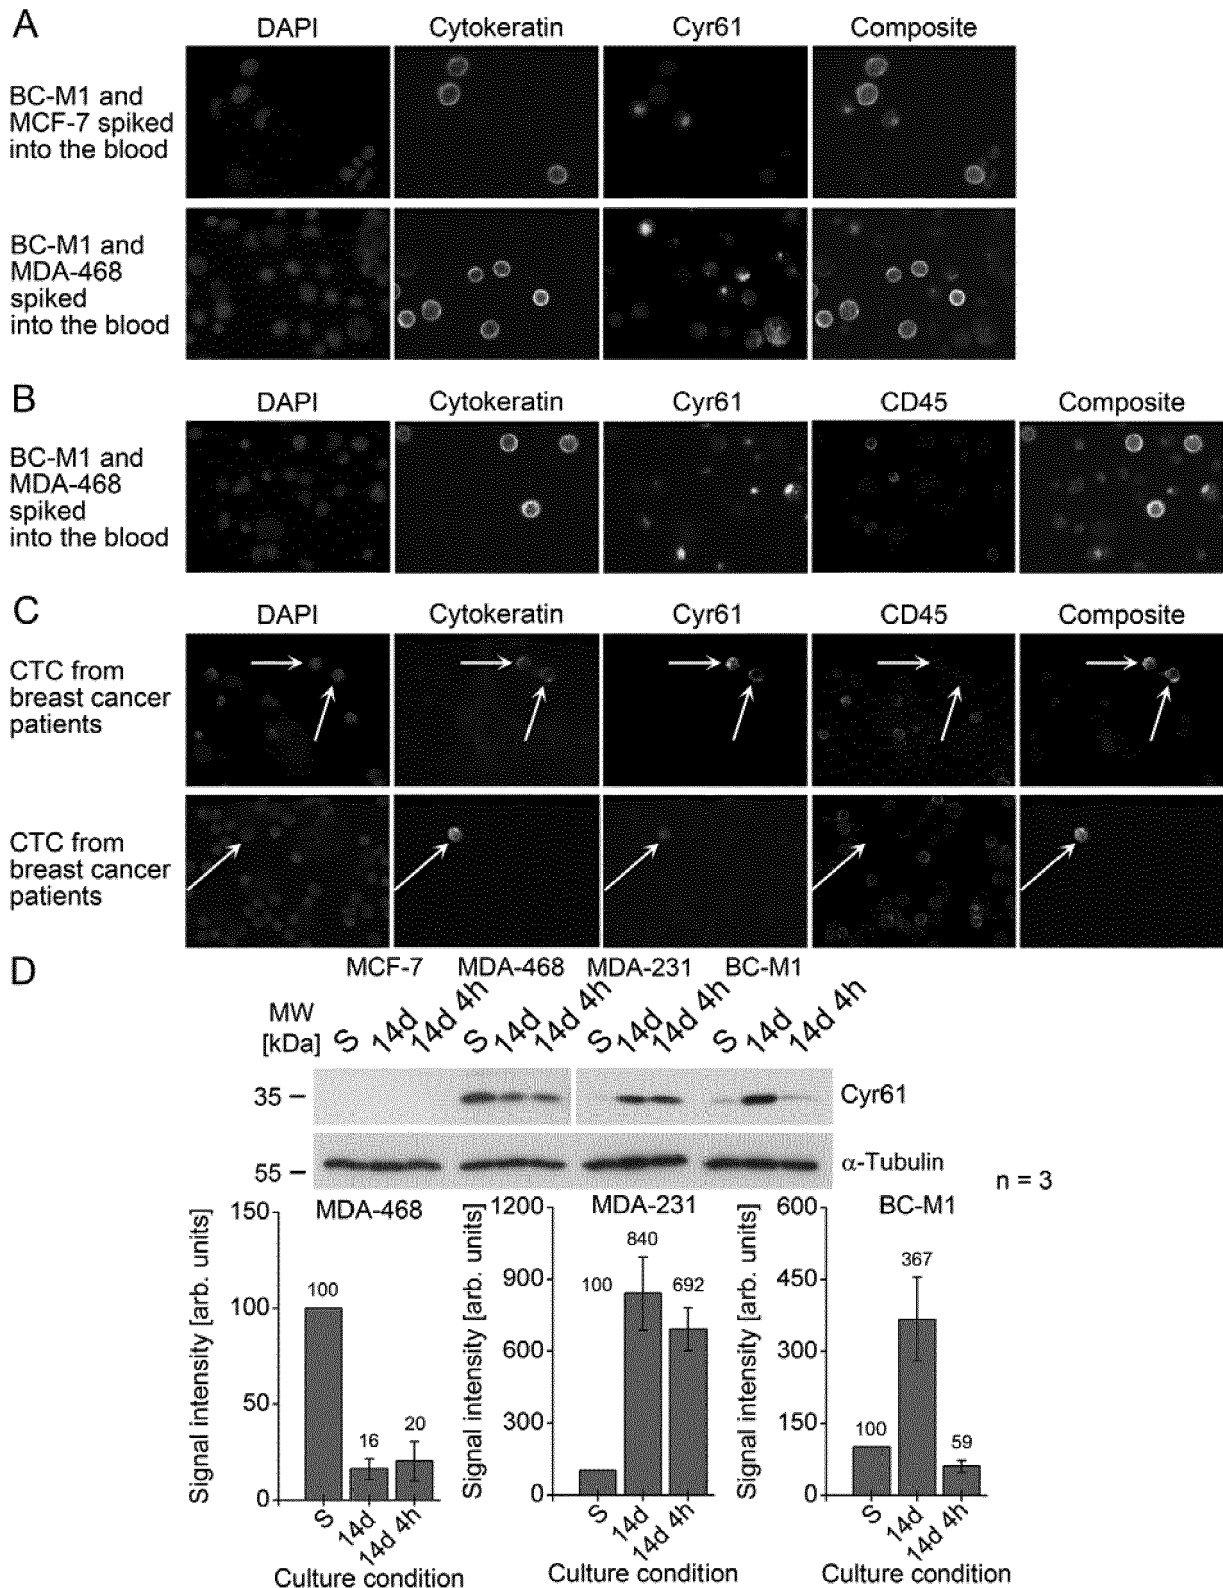 A
DAPI Cytokeratin Cyr61 Composite
BC-M1 and
MCF-7 spiked
into the blood
BC-M1 and
MDA-468
spiked
into the blood
B
DAPI Cytokeratin Cyr61 CD45 Composite
BC-M1 and
MDA-468
spiked
into the blood
C
DAPI Cytokeratin Cyr61 CD45 Composite
CTC from
breast cancer
patients
CTC from
breast cancer
patients
D
MCF-7 MDA-468 MDA-231 BC-M1
MW
[kDa]
S 14d 14d 4h S 14d 14d 4h S 14d 14d 4h S 14d 14d 4h
35 Cyr61
55 α-Tubulin
n = 3
MDA-468
Signal intensity [arb. units]
150
100
50
0
100
16
20
S 14d 14d 4h
Culture condition
MDA-231
Signal intensity [arb. units]
1200
900
600
300
0
100
840
692
S 14d 14d 4h
Culture condition
BC-M1
Signal intensity [arb. units]
600
450
300
150
0
100
367
59
S 14d 14d 4h
Culture condition